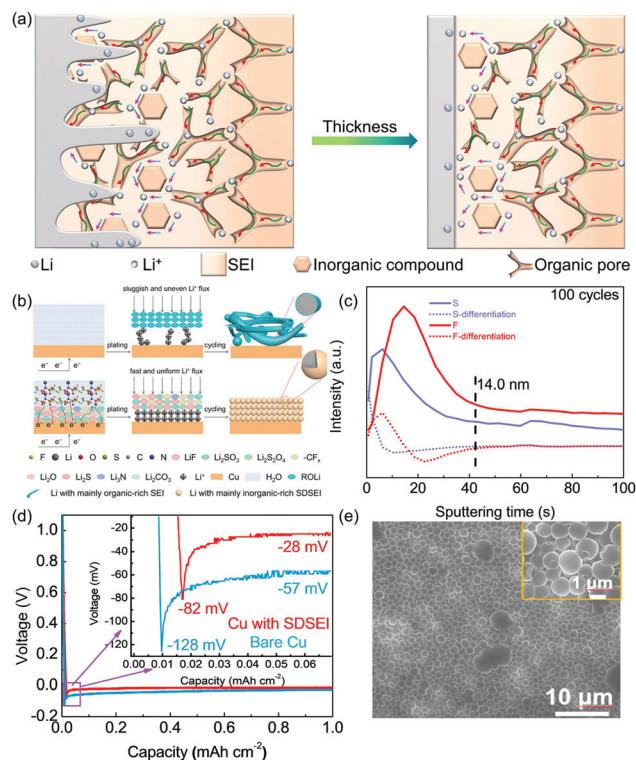 (a)
Thickness
Li
Li⁺
SEI
Inorganic compound
Organic pore
(b)
sluggish and uneven Li⁺ flux
plating
cycling
e⁻ e⁻ e⁻
fast and uniform Li⁺ flux
plating
cycling
e⁻ e⁻ e⁻ e⁻
F Li O S C N LiF Li₂SO₃ Li₂S₂O₄ -CFₓ
Li₂O Li₂S Li₃N Li₂CO₃ Li⁺ Cu H₂O ROLi
Li with mainly organic-rich SEI
Li with mainly inorganic-rich SDSEI
(c)
100 cycles
S
S-differentiation
F
F-differentiation
14.0 nm
Intensity (a.u.)
0 20 40 60 80 100
Sputtering time (s)
(d)
Voltage (V)
1.0
0.8
0.6
0.4
0.2
0.0
-0.2
0.0 0.2 0.4 0.6 0.8 1.0
Capacity (mAh cm⁻²)
Voltage (mV)
-20
-40
-60
-80
-100
-120
-28 mV
-57 mV
-82 mV
Cu with SDSEI
-128 mV
Bare Cu
0.00 0.01 0.02 0.03 0.04 0.05 0.06
Capacity (mAh cm⁻²)
(e)
1 µm
10 µm